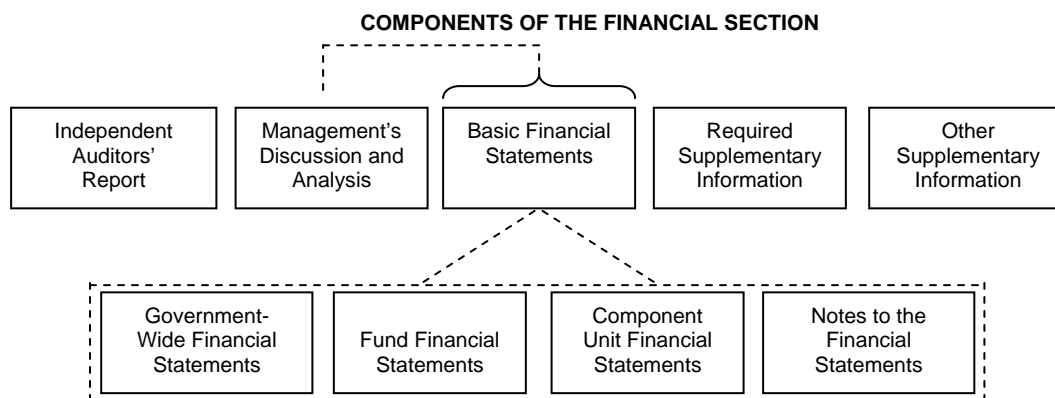 COMPONENTS OF THE FINANCIAL SECTION
Independent
Auditors’
Report
Management’s
Discussion and
Analysis
Basic Financial
Statements
Required
Supplementary
Information
Other
Supplementary
Information
Government-
Wide Financial
Statements
Fund Financial
Statements
Component
Unit Financial
Statements
Notes to the
Financial
Statements